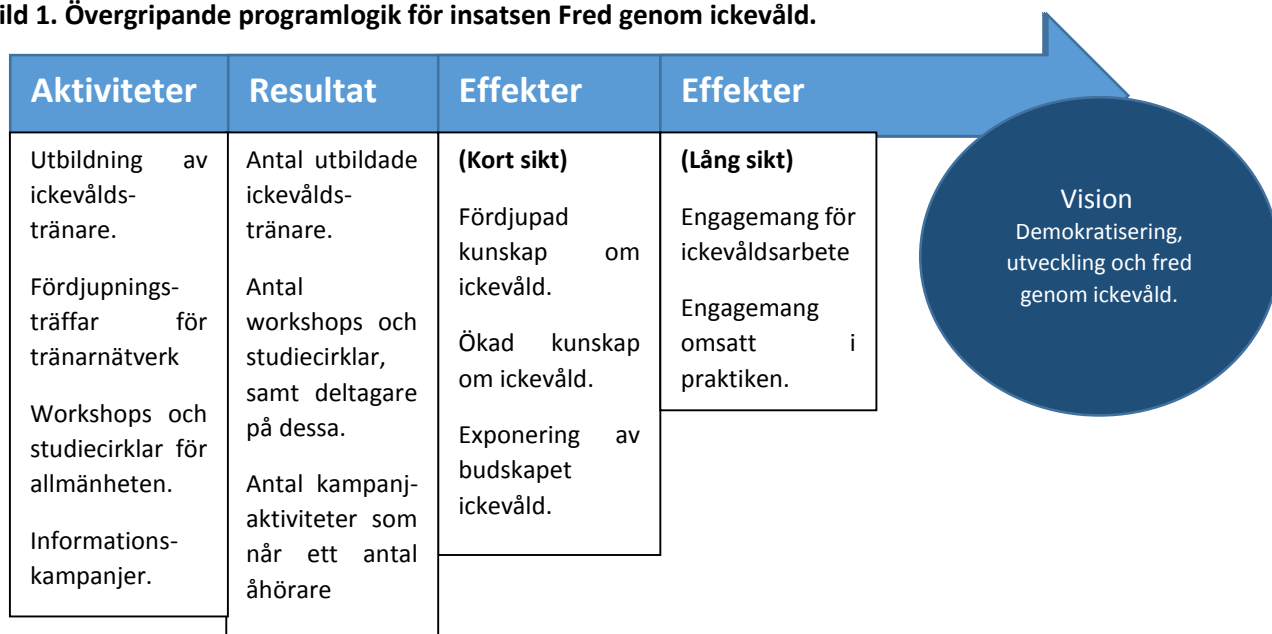 ild 1. Övergripande programlogik för insatsen Fred genom ickevåld.
Aktiviteter
Utbildning av
ickevålds-
tränare.
Fördjupnings-
träffar för
tränarnätverk
Workshops och
studiecirklar för
allmänheten.
Informations-
kampanjer.
Resultat
Antal utbildade
ickevålds-
tränare.
Antal
workshops och
studiecirklar,
samt deltagare
på dessa.
Antal kampanj-
aktiviteter som
når ett antal
åhörare
Effekter
(Kort sikt)
Fördjupad
kunskap om
ickevåld.
Ökad kunskap
om ickevåld.
Exponering av
budskapet
ickevåld.
Effekter
(Lång sikt)
Engagemang för
ickevåldsarbete
Engagemang
omsatt i
praktiken.
Vision
Demokratisering,
utveckling och fred
genom ickevåld.